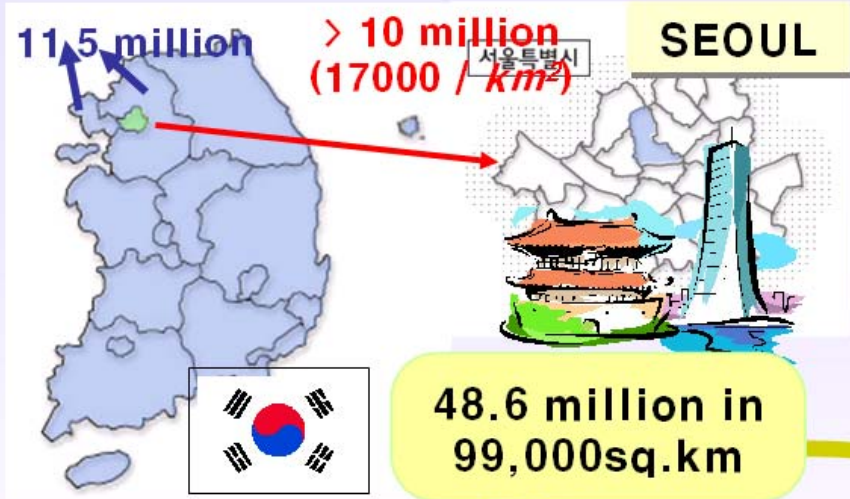 11.5 million
> 10 million
(17000 / km²)
서울특별시
SEOUL
48.6 million in
99,000sq.km